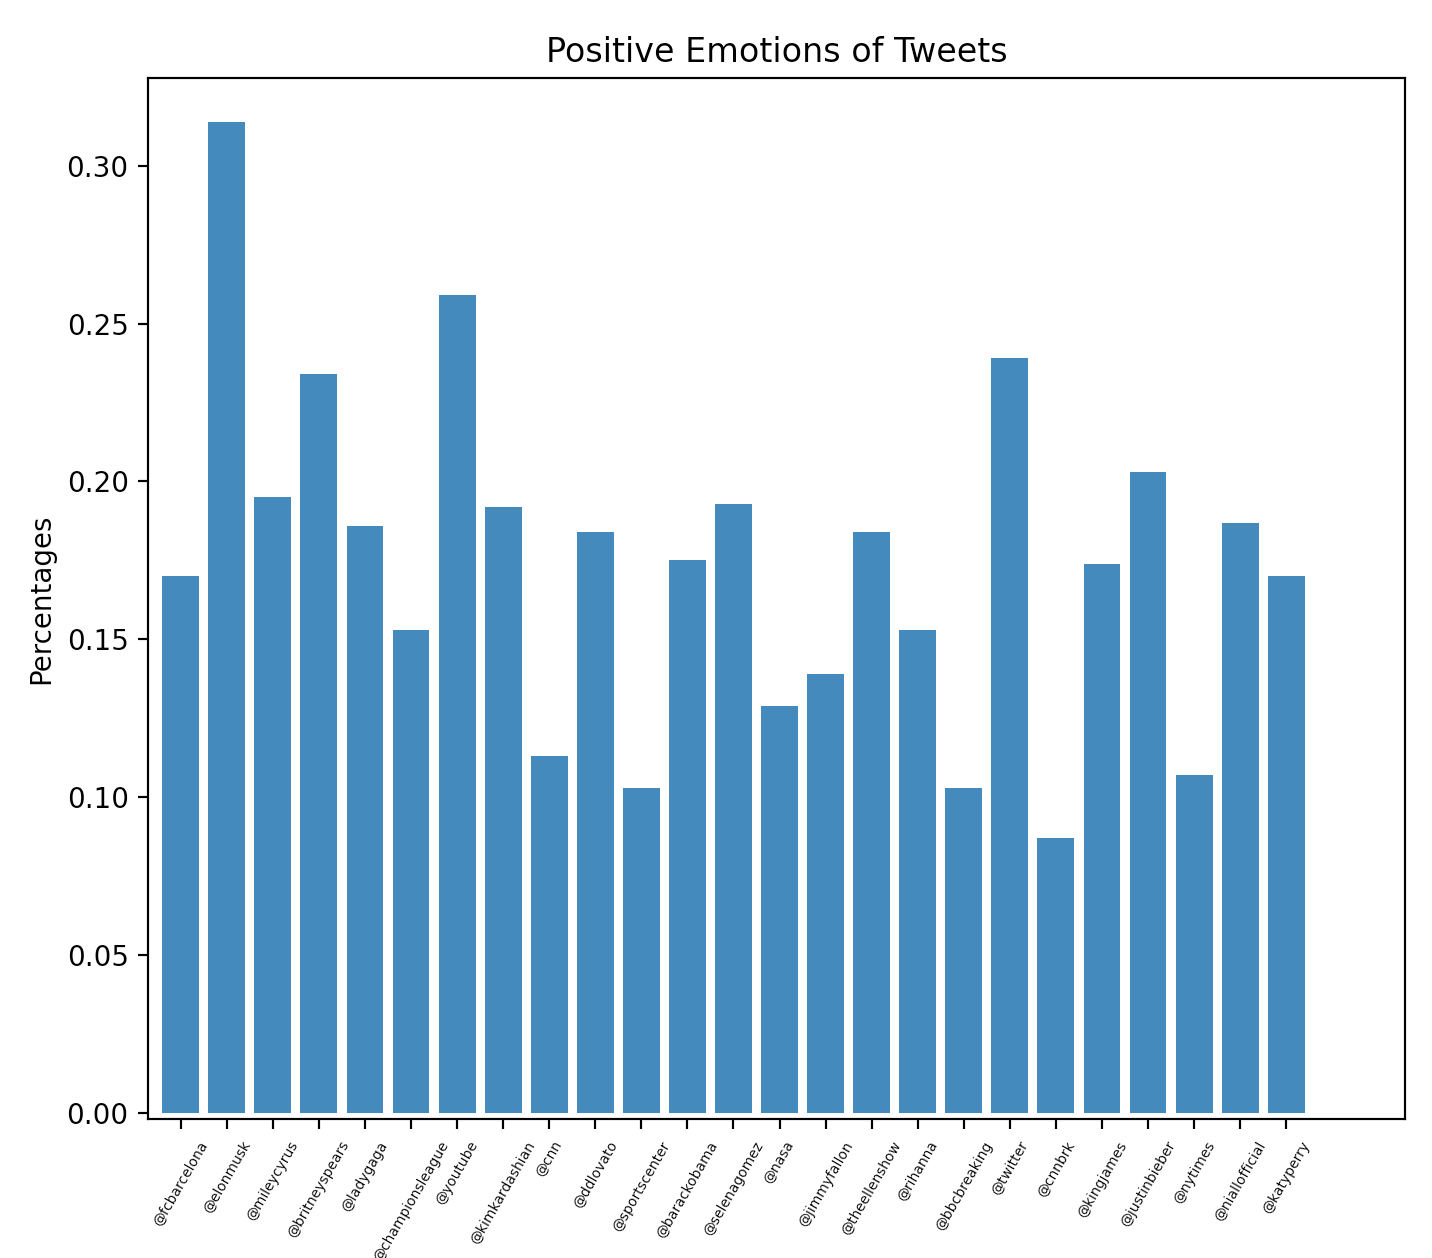 Positive Emotions of Tweets
Percentages
0.30
0.25
0.20
0.15
0.10
0.05
0.00
@fcbarcelona
@elonmusk
@mileycyrus
@britneyspears
@ladygaga
@championsleague
@youtube
@kimkardashian
@cnn
@ddlovato
@sportscenter
@barackobama
@selenagomez
@nasa
@jimmyfallon
@theellenshow
@rihanna
@bbcbreaking
@twitter
@cnnbrk
@kingjames
@justinbieber
@nytimes
@niallofficial
@katyperry